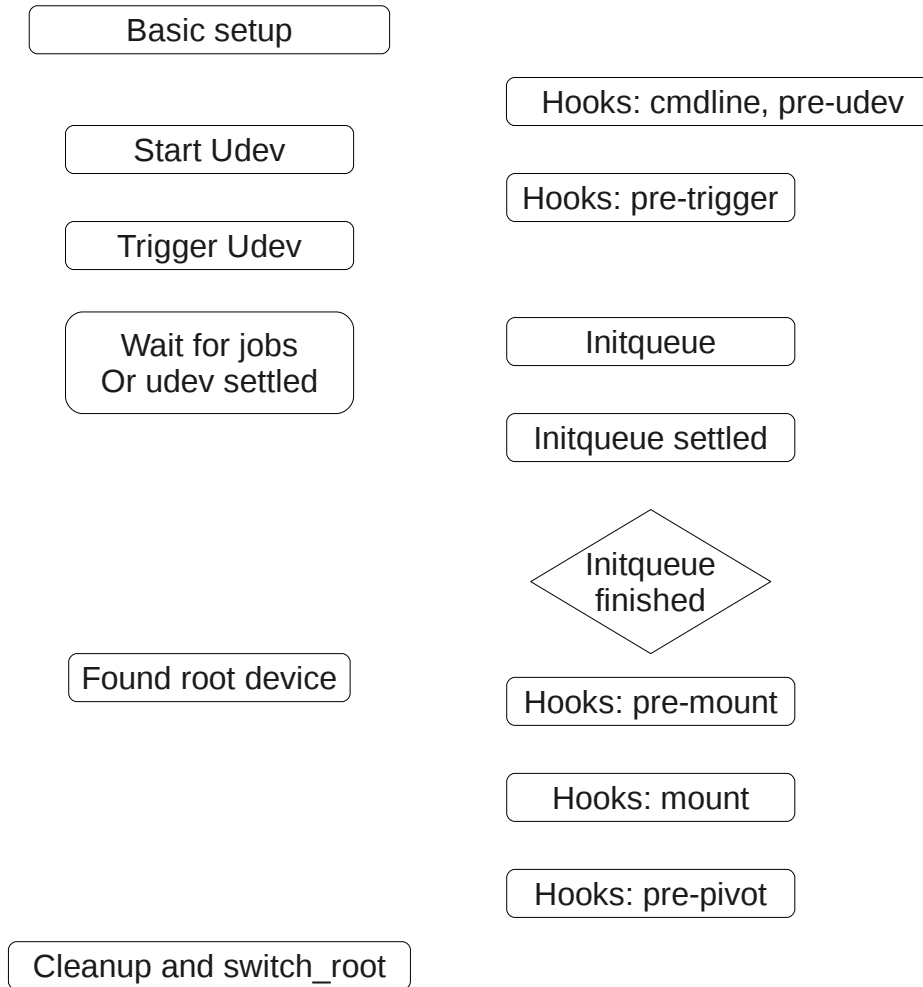 Basic setup
Hooks: cmdline, pre-udev
Start Udev
Hooks: pre-trigger
Trigger Udev
Wait for jobs
Or udev settled
Initqueue
Initqueue settled
Initqueue
finished
Found root device
Hooks: pre-mount
Hooks: mount
Hooks: pre-pivot
Cleanup and switch_root